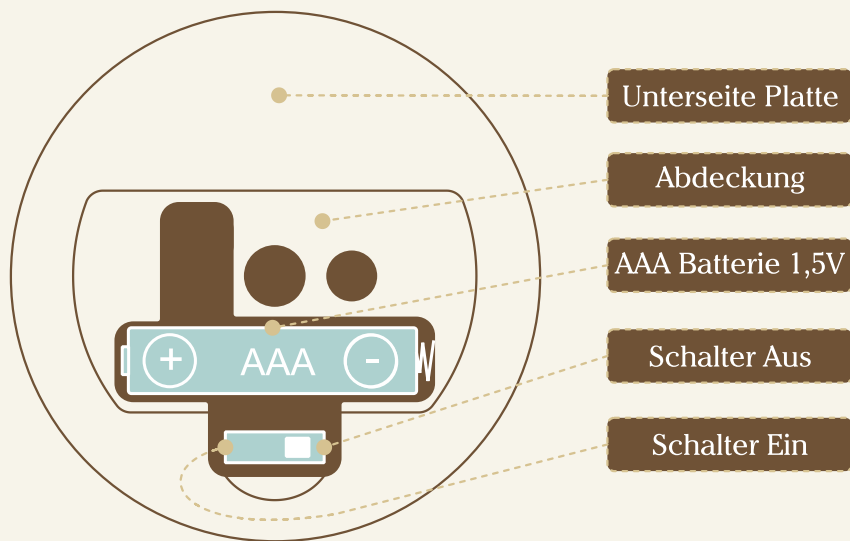 Unterseite Platte
Abdeckung
AAA Batterie 1,5V
+ AAA -
Schalter Aus
Schalter Ein